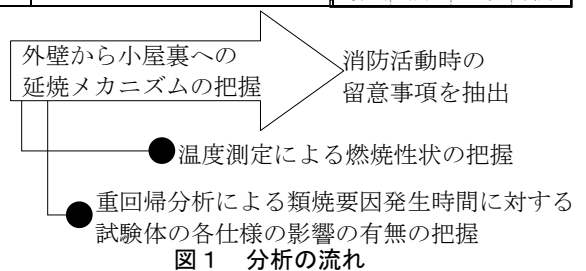 外壁から小屋裏への
延焼メカニズムの把握
消防活動時の
留意事項を抽出
温度測定による燃焼性状の把握
重回帰分析による類焼要因発生時間に対する
試験体の各仕様の影響の有無の把握
図１　分析の流れ